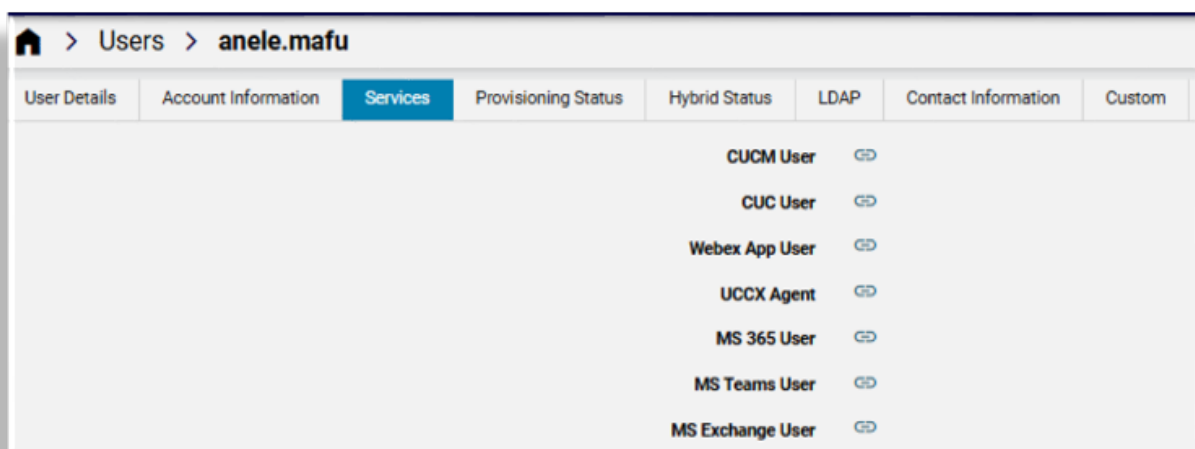 > Users > anele.mafu
User Details Account Information Services Provisioning Status Hybrid Status LDAP Contact Information Custom
CUCM User
CUC User
Webex App User
UCCX Agent
MS 365 User
MS Teams User
MS Exchange User